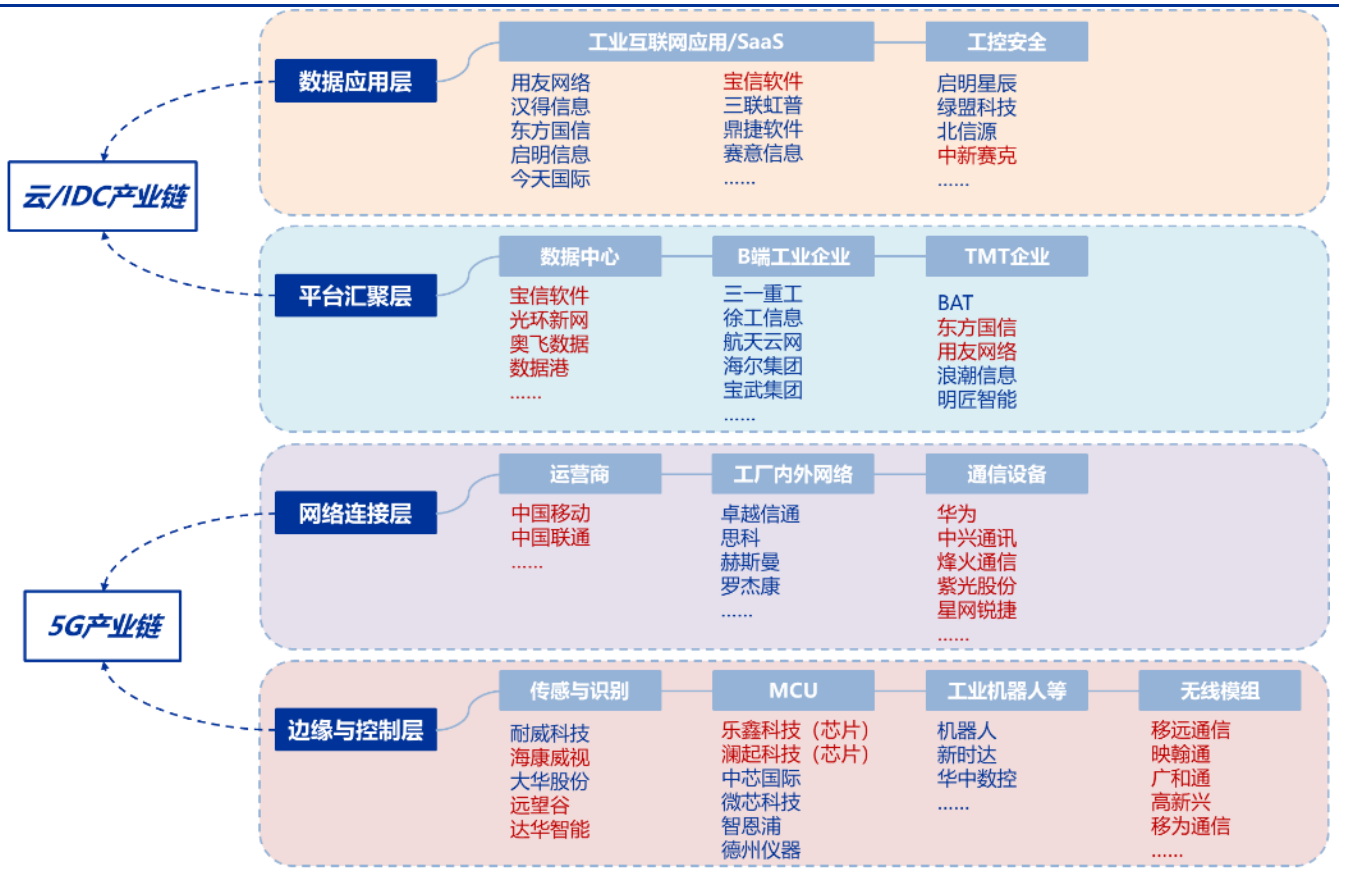 云/IDC产业链
数据应用层
工业互联网应用/SaaS
用友网络
汉得信息
东方国信
启明信息
今天国际
宝信软件
三联虹普
鼎捷软件
赛意信息
......
工控安全
启明星辰
绿盟科技
北信源
中新赛克
......
平台汇聚层
数据中心
宝信软件
光环新网
奥飞数据
数据港
......
B端工业企业
三一重工
徐工信息
航天云网
海尔集团
宝武集团
......
TMT企业
BAT
东方国信
用友网络
浪潮信息
明匠智能
5G产业链
网络连接层
运营商
中国移动
中国联通
......
工厂内外网络
卓越信通
思科
赫斯曼
罗杰康
......
通信设备
华为
中兴通讯
烽火通信
紫光股份
星网锐捷
......
边缘与控制层
传感与识别
耐威科技
海康威视
大华股份
远望谷
达华智能
MCU
乐鑫科技（芯片）
澜起科技（芯片）
中芯国际
微芯科技
智恩浦
德州仪器
工业机器人等
机器人
新时达
华中数控
......
无线模组
移远通信
映翰通
广和通
高新兴
移为通信
......